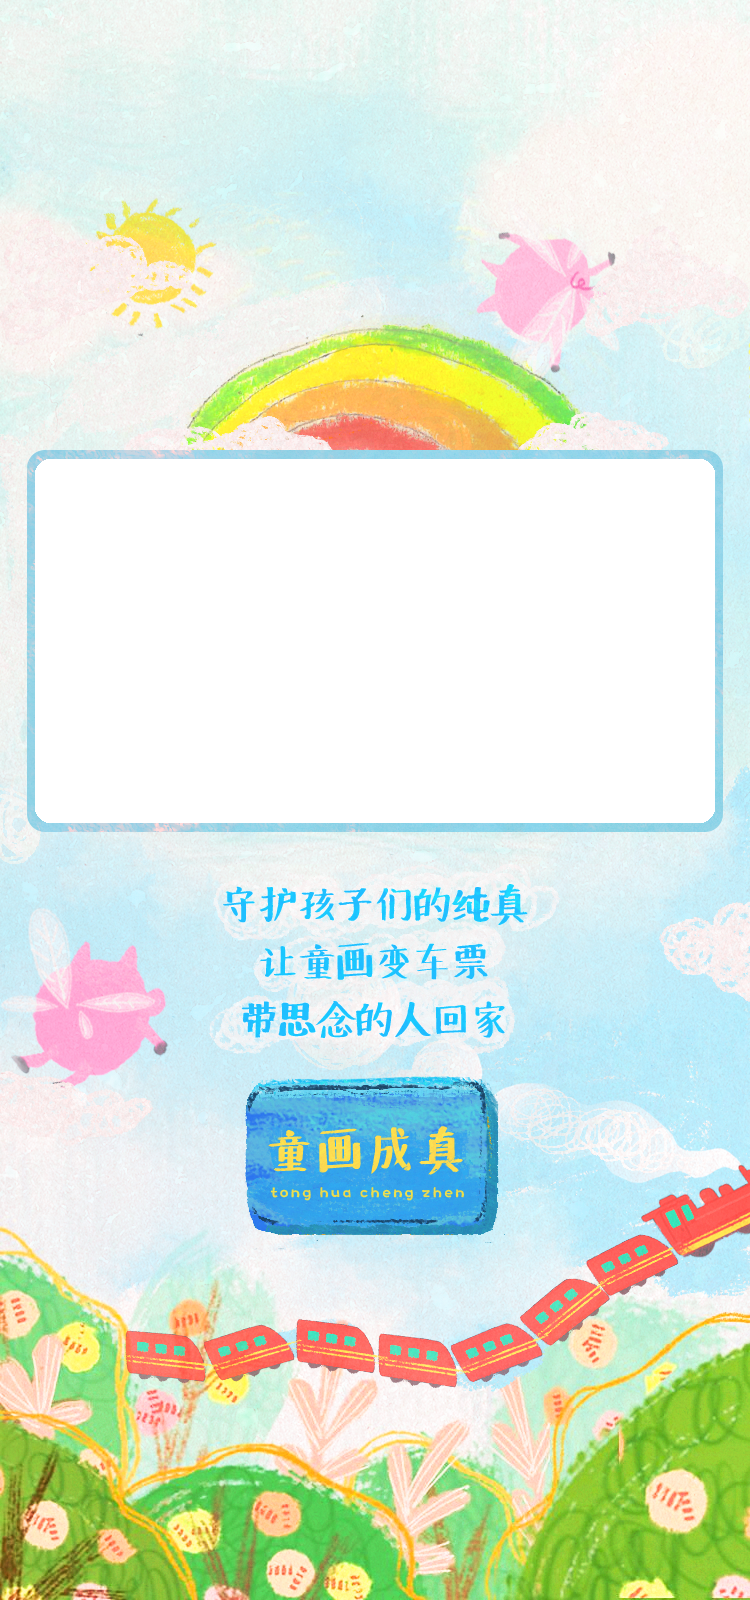 守护孩子们的纯真
让童画变车票
带思念的人回家
童画成真
tong hua cheng zhen